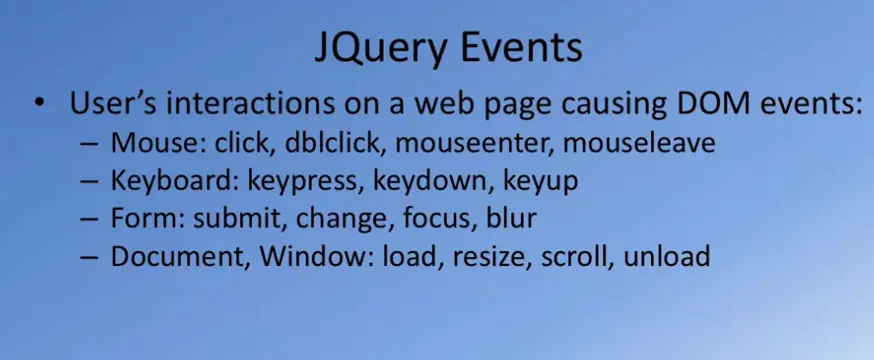 JQuery Events
• User's interactions on a web page causing DOM events:
– Mouse: click, dblclick, mouseenter, mouseleave
– Keyboard: keypress, keydown, keyup
– Form: submit, change, focus, blur
– Document, Window: load, resize, scroll, unload